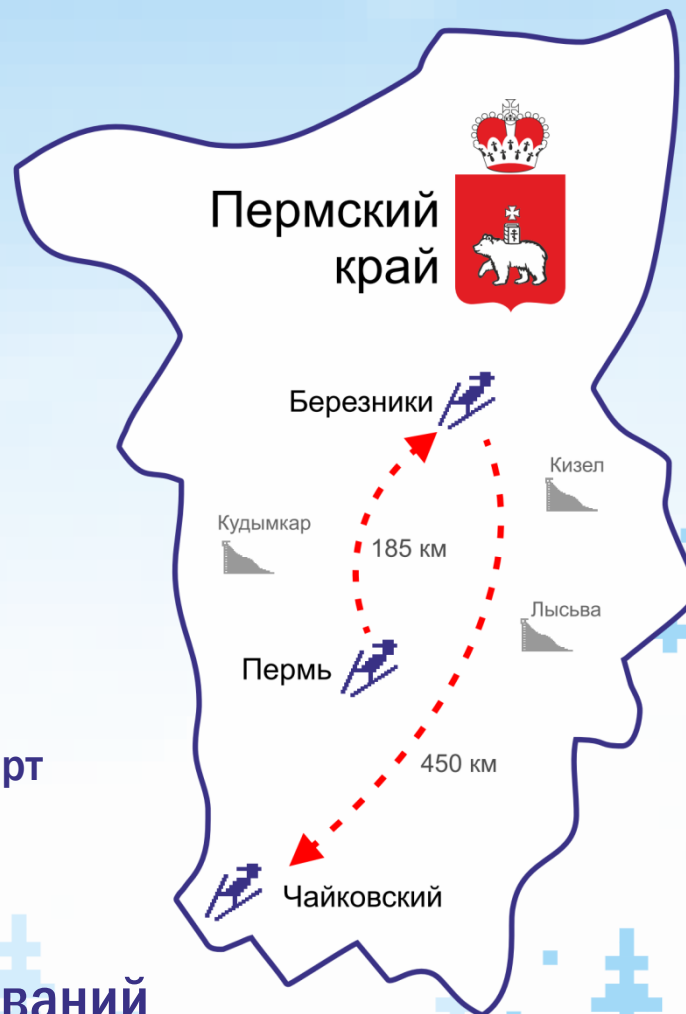 Пермский
край
Березники
Кизел
Кудымкар
185 км
Лысьва
Пермь
рт
450 км
Чайковский
ваний